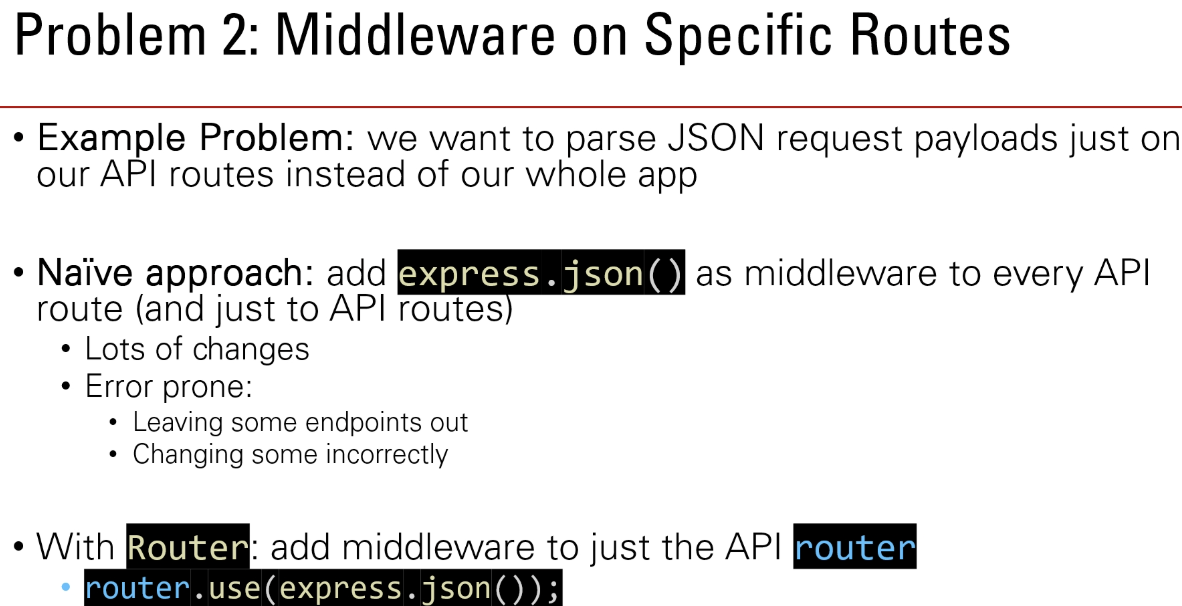 Problem 2: Middleware on Specific Routes
• Example Problem: we want to parse JSON request payloads just on
our API routes instead of our whole app
• Naïve approach: add express.json() as middleware to every API
route (and just to API routes)
• Lots of changes
• Error prone:
• Leaving some endpoints out
• Changing some incorrectly
• With Router: add middleware to just the API router
• router.use(express.json());